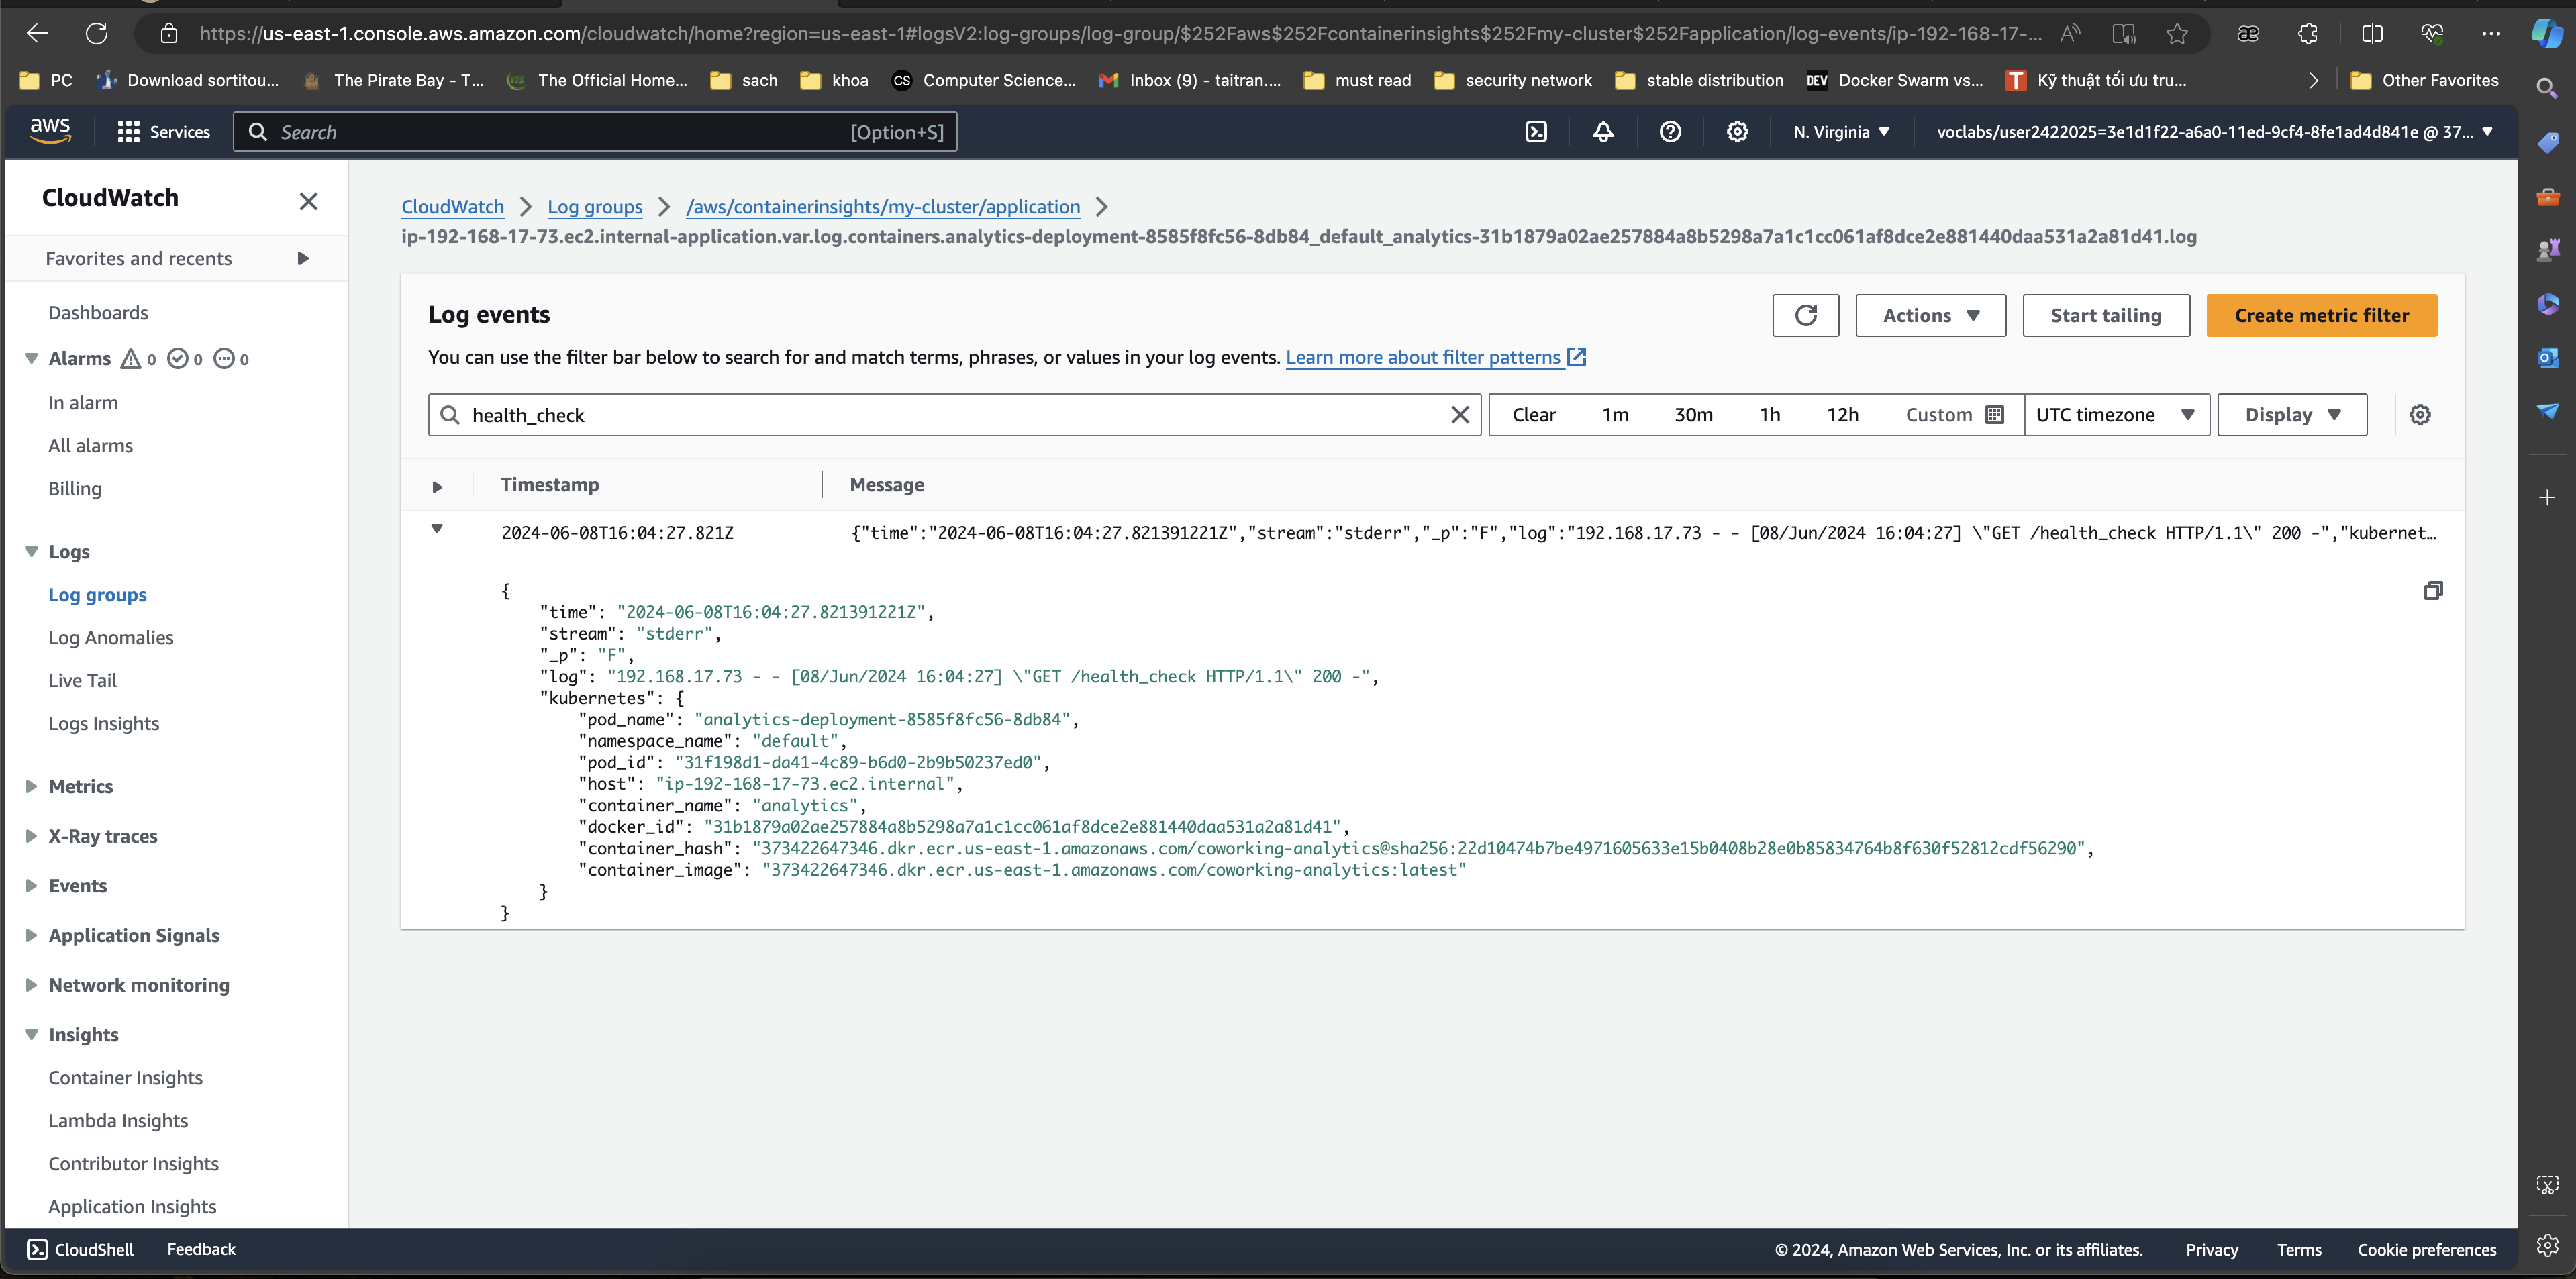 https://us-east-1.console.aws.amazon.com/cloudwatch/home?region=us-east-1#logsV2:log-groups/log-group/$252Faws$252Fcontainerinsights$252Fmy-cluster$252Fapplication/log-events/ip-192-168-17-...
PC Download sortitou... The Pirate Bay - T... The Official Home... sach khoa CS Computer Science... Inbox (9) - taitran.... must read security network stable distribution DEV Docker Swarm vs... T Kỹ thuật tối ưu tru... Other Favorites
aws Services Search [Option+S] N. Virginia voclabs/user2422025=3e1d1f22-a6a0-11ed-9cf4-8fe1ad4d841e @ 37...
CloudWatch
Favorites and recents
Dashboards
Alarms 0 0 0
In alarm
All alarms
Billing
Logs
Log groups
Log Anomalies
Live Tail
Logs Insights
Metrics
X-Ray traces
Events
Application Signals
Network monitoring
Insights
Container Insights
Lambda Insights
Contributor Insights
Application Insights
CloudWatch Log groups /aws/containerinsights/my-cluster/application
ip-192-168-17-73.ec2.internal-application.var.log.containers.analytics-deployment-8585f8fc56-8db84_default_analytics-31b1879a02ae257884a8b5298a7a1c1cc061af8dce2e881440daa531a2a81d41.log
Log events
Actions Start tailing Create metric filter
You can use the filter bar below to search for and match terms, phrases, or values in your log events. Learn more about filter patterns
health_check Clear 1m 30m 1h 12h Custom UTC timezone Display
Timestamp Message
2024-06-08T16:04:27.821Z {"time":"2024-06-08T16:04:27.821391221Z","stream":"stderr","_p":"F","log":"192.168.17.73 - - [08/Jun/2024 16:04:27] \"GET /health_check HTTP/1.1\" 200 -","kubernet...
{
"time": "2024-06-08T16:04:27.821391221Z",
"stream": "stderr",
"_p": "F",
"log": "192.168.17.73 - - [08/Jun/2024 16:04:27] \"GET /health_check HTTP/1.1\" 200 -",
"kubernetes": {
"pod_name": "analytics-deployment-8585f8fc56-8db84",
"namespace_name": "default",
"pod_id": "31f198d1-da41-4c89-b6d0-2b9b50237ed0",
"host": "ip-192-168-17-73.ec2.internal",
"container_name": "analytics",
"docker_id": "31b1879a02ae257884a8b5298a7a1c1cc061af8dce2e881440daa531a2a81d41",
"container_hash": "373422647346.dkr.ecr.us-east-1.amazonaws.com/coworking-analytics@sha256:22d10474b7be4971605633e15b0408b28e0b85834764b8f630f52812cdf56290",
"container_image": "373422647346.dkr.ecr.us-east-1.amazonaws.com/coworking-analytics:latest"
}
}
CloudShell Feedback © 2024, Amazon Web Services, Inc. or its affiliates. Privacy Terms Cookie preferences